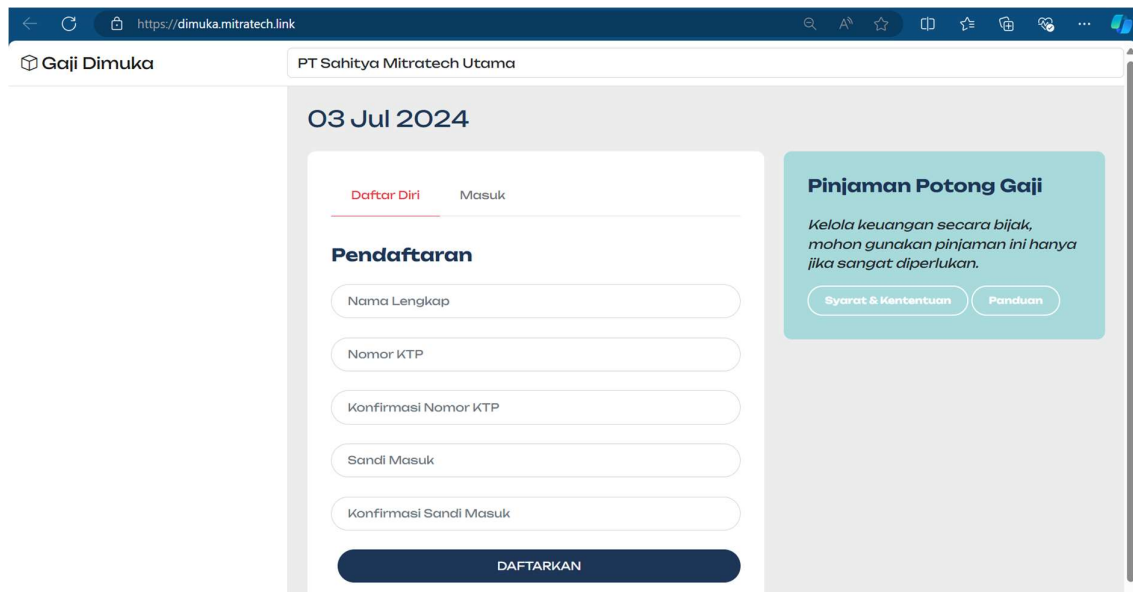 https://dimuka.mitratech.link
Gaji Dimuka
PT Sahitya Mitratech Utama
03 Jul 2024
Daftar Diri
Masuk
Pendaftaran
Nama Lengkap
Nomor KTP
Konfirmasi Nomor KTP
Sandi Masuk
Konfirmasi Sandi Masuk
DAFTARKAN
Pinjaman Potong Gaji
Kelola keuangan secara bijak,
mohon gunakan pinjaman ini hanya
jika sangat diperlukan.
Syarat & Kententuan
Panduan